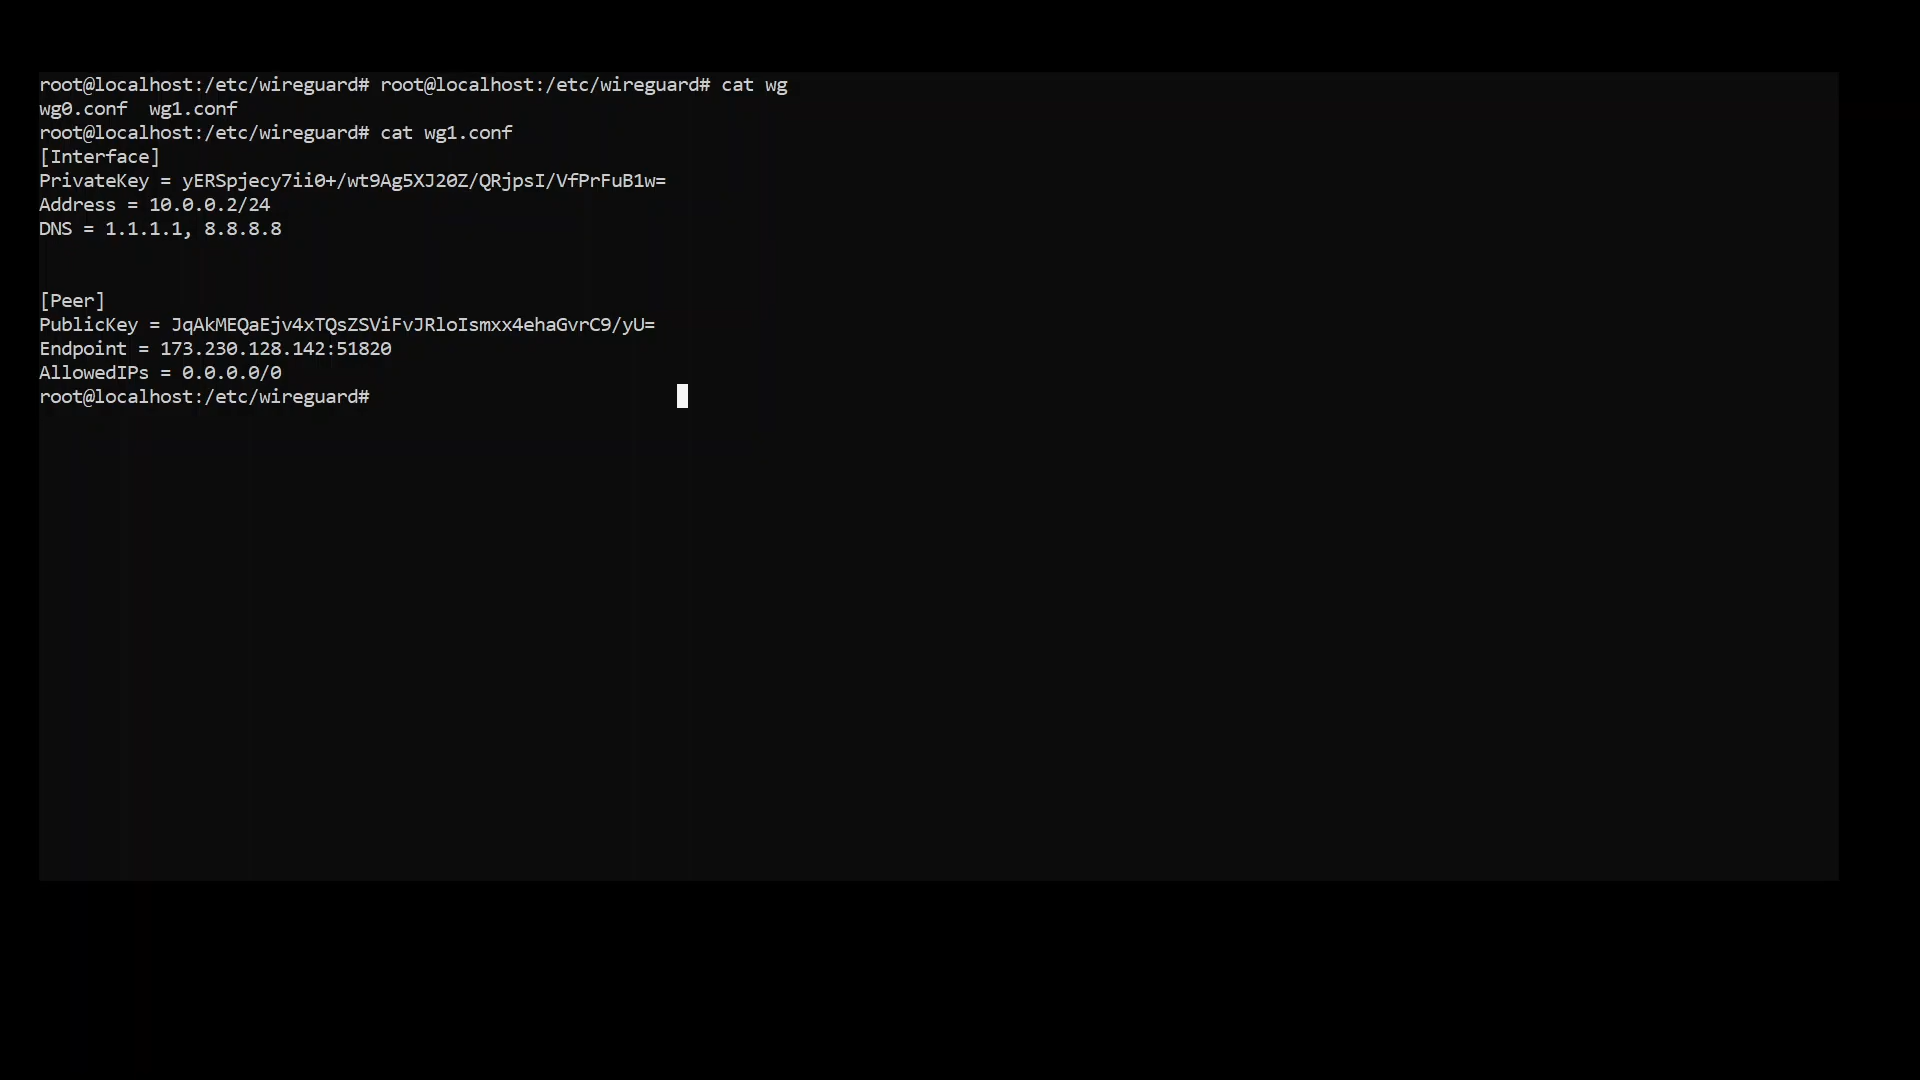 root@localhost:/etc/wireguard# root@localhost:/etc/wireguard# cat wg
wg0.conf  wg1.conf
root@localhost:/etc/wireguard# cat wg1.conf
[Interface]
PrivateKey = yERSpjecy7ii0+/wt9Ag5XJ20Z/QRjpsI/VfPrFuB1w=
Address = 10.0.0.2/24
DNS = 1.1.1.1, 8.8.8.8
[Peer]
PublicKey = JqAkMEQaEjv4xTQsZSViFvJRloIsmxx4ehaGvrC9/yU=
Endpoint = 173.230.128.142:51820
AllowedIPs = 0.0.0.0/0
root@localhost:/etc/wireguard#